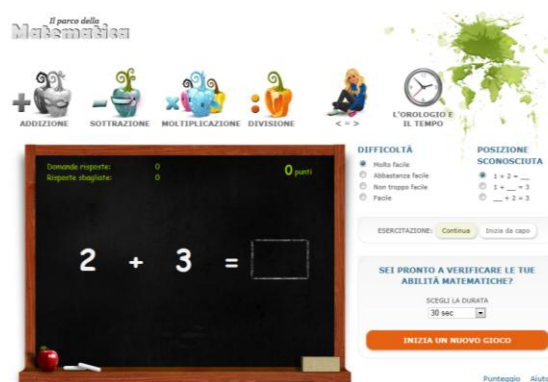 Il parco della
Matematica
ADDIZIONE
SOTTRAZIONE
MOLTIPLICAZIONE
DIVISIONE
< = >
L'OROLOGIO E
IL TEMPO
Domande risposte: 0
Risposte sbagliate: 0
0 punti
2 + 3 =
DIFFICOLTÀ
Molto facile
Abbastanza facile
Non troppo facile
Facile
POSIZIONE
SCONOSCIUTA
1 + 2 = __
1 + __ = 3
__ + 2 = 3
ESERCITAZIONE: Continua Inizia da capo
SEI PRONTO A VERIFICARE LE TUE
ABILITÀ MATEMATICHE?
SCEGLI LA DURATA
30 sec
INIZIA UN NUOVO GIOCO
Punteggio Aiuto